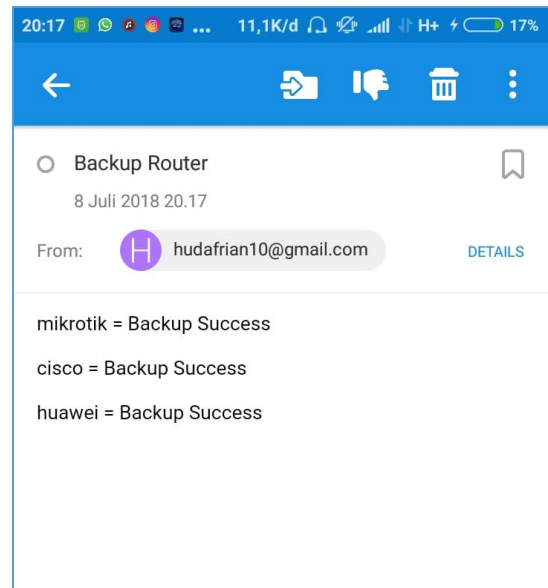 20:17 ... 11,1K/d H+ 17%
Backup Router
8 Juli 2018 20.17
From: H hudafrian10@gmail.com DETAILS
mikrotik = Backup Success
cisco = Backup Success
huawei = Backup Success